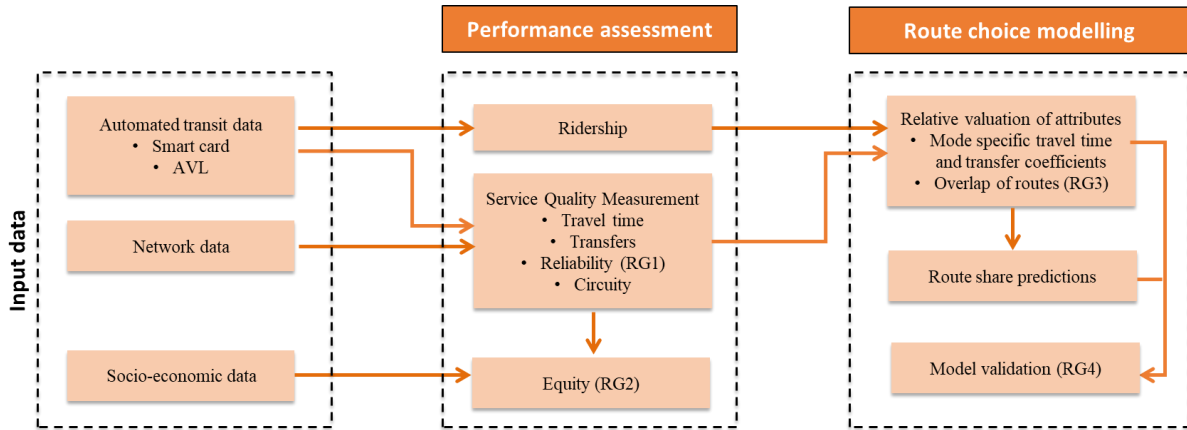 Performance assessment
Route choice modelling
Input data
Automated transit data
• Smart card
• AVL
Network data
Socio-economic data
Ridership
Service Quality Measurement
• Travel time
• Transfers
• Reliability (RG1)
• Circuity
Equity (RG2)
Relative valuation of attributes
• Mode specific travel time
and transfer coefficients
• Overlap of routes (RG3)
Route share predictions
Model validation (RG4)